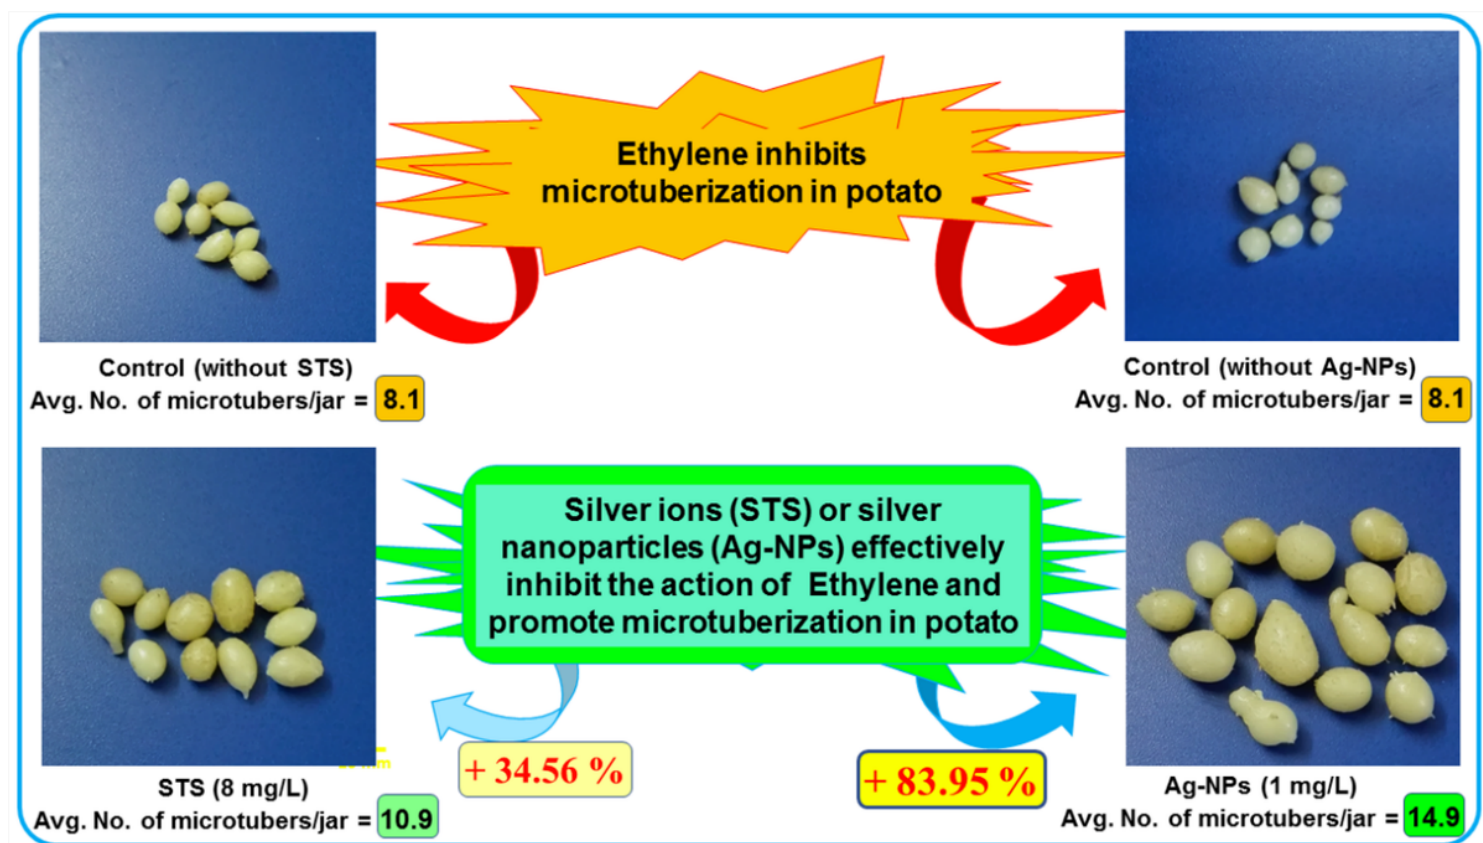 Ethylene inhibits
microtuberization in potato
Control (without STS)
Avg. No. of microtubers/jar = 8.1
Control (without Ag-NPs)
Avg. No. of microtubers/jar = 8.1
Silver ions (STS) or silver
nanoparticles (Ag-NPs) effectively
inhibit the action of Ethylene and
promote microtuberization in potato
+ 34.56 %
+ 83.95 %
STS (8 mg/L)
Avg. No. of microtubers/jar = 10.9
Ag-NPs (1 mg/L)
Avg. No. of microtubers/jar = 14.9